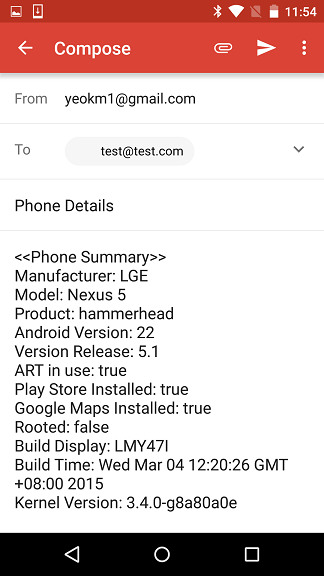 11:54
Compose
From yeokm1@gmail.com
To test@test.com
Phone Details
<<Phone Summary>>
Manufacturer: LGE
Model: Nexus 5
Product: hammerhead
Android Version: 22
Version Release: 5.1
ART in use: true
Play Store Installed: true
Google Maps Installed: true
Rooted: false
Build Display: LMY47I
Build Time: Wed Mar 04 12:20:26 GMT
+08:00 2015
Kernel Version: 3.4.0-g8a80a0e